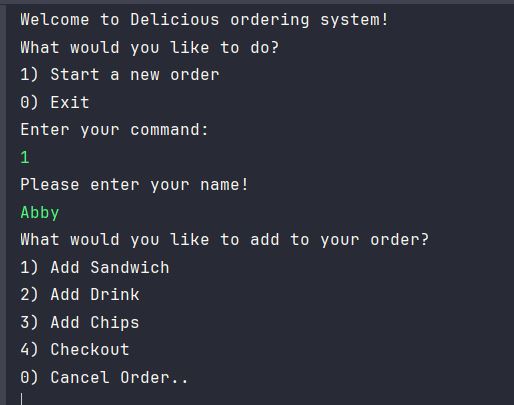 Welcome to Delicious ordering system!
What would you like to do?
1) Start a new order
0) Exit
Enter your command:
1
Please enter your name!
Abby
What would you like to add to your order?
1) Add Sandwich
2) Add Drink
3) Add Chips
4) Checkout
0) Cancel Order..